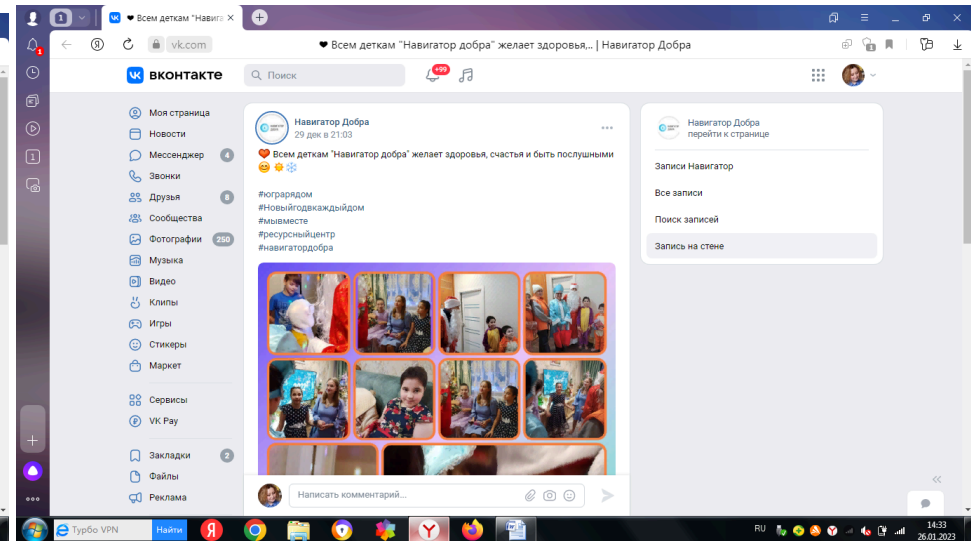 1
Всем деткам "Навига
vk.com
Всем деткам "Навигатор добра" желает здоровья,.. | Навигатор Добра
вконтакте
Поиск
+99
Моя страница
Новости
Мессенджер 4
Звонки
Друзья 8
Сообщества
Фотографии 250
Музыка
Видео
Клипы
Игры
Стикеры
Маркет
Сервисы
VK Pay
Закладки 2
Файлы
Реклама
Навигатор Добра
29 дек в 21:03
Всем деткам "Навигатор добра" желает здоровья, счастья и быть послушными
#юграрядом
#Новыйгодвкаждыйдом
#мывместе
#ресурсныйцентр
#навигатордобра
Написать комментарий...
Навигатор Добра
перейти к странице
Записи Навигатор
Все записи
Поиск записей
Запись на стене
Турбо VPN
Найти
RU
14:33
26.01.2023